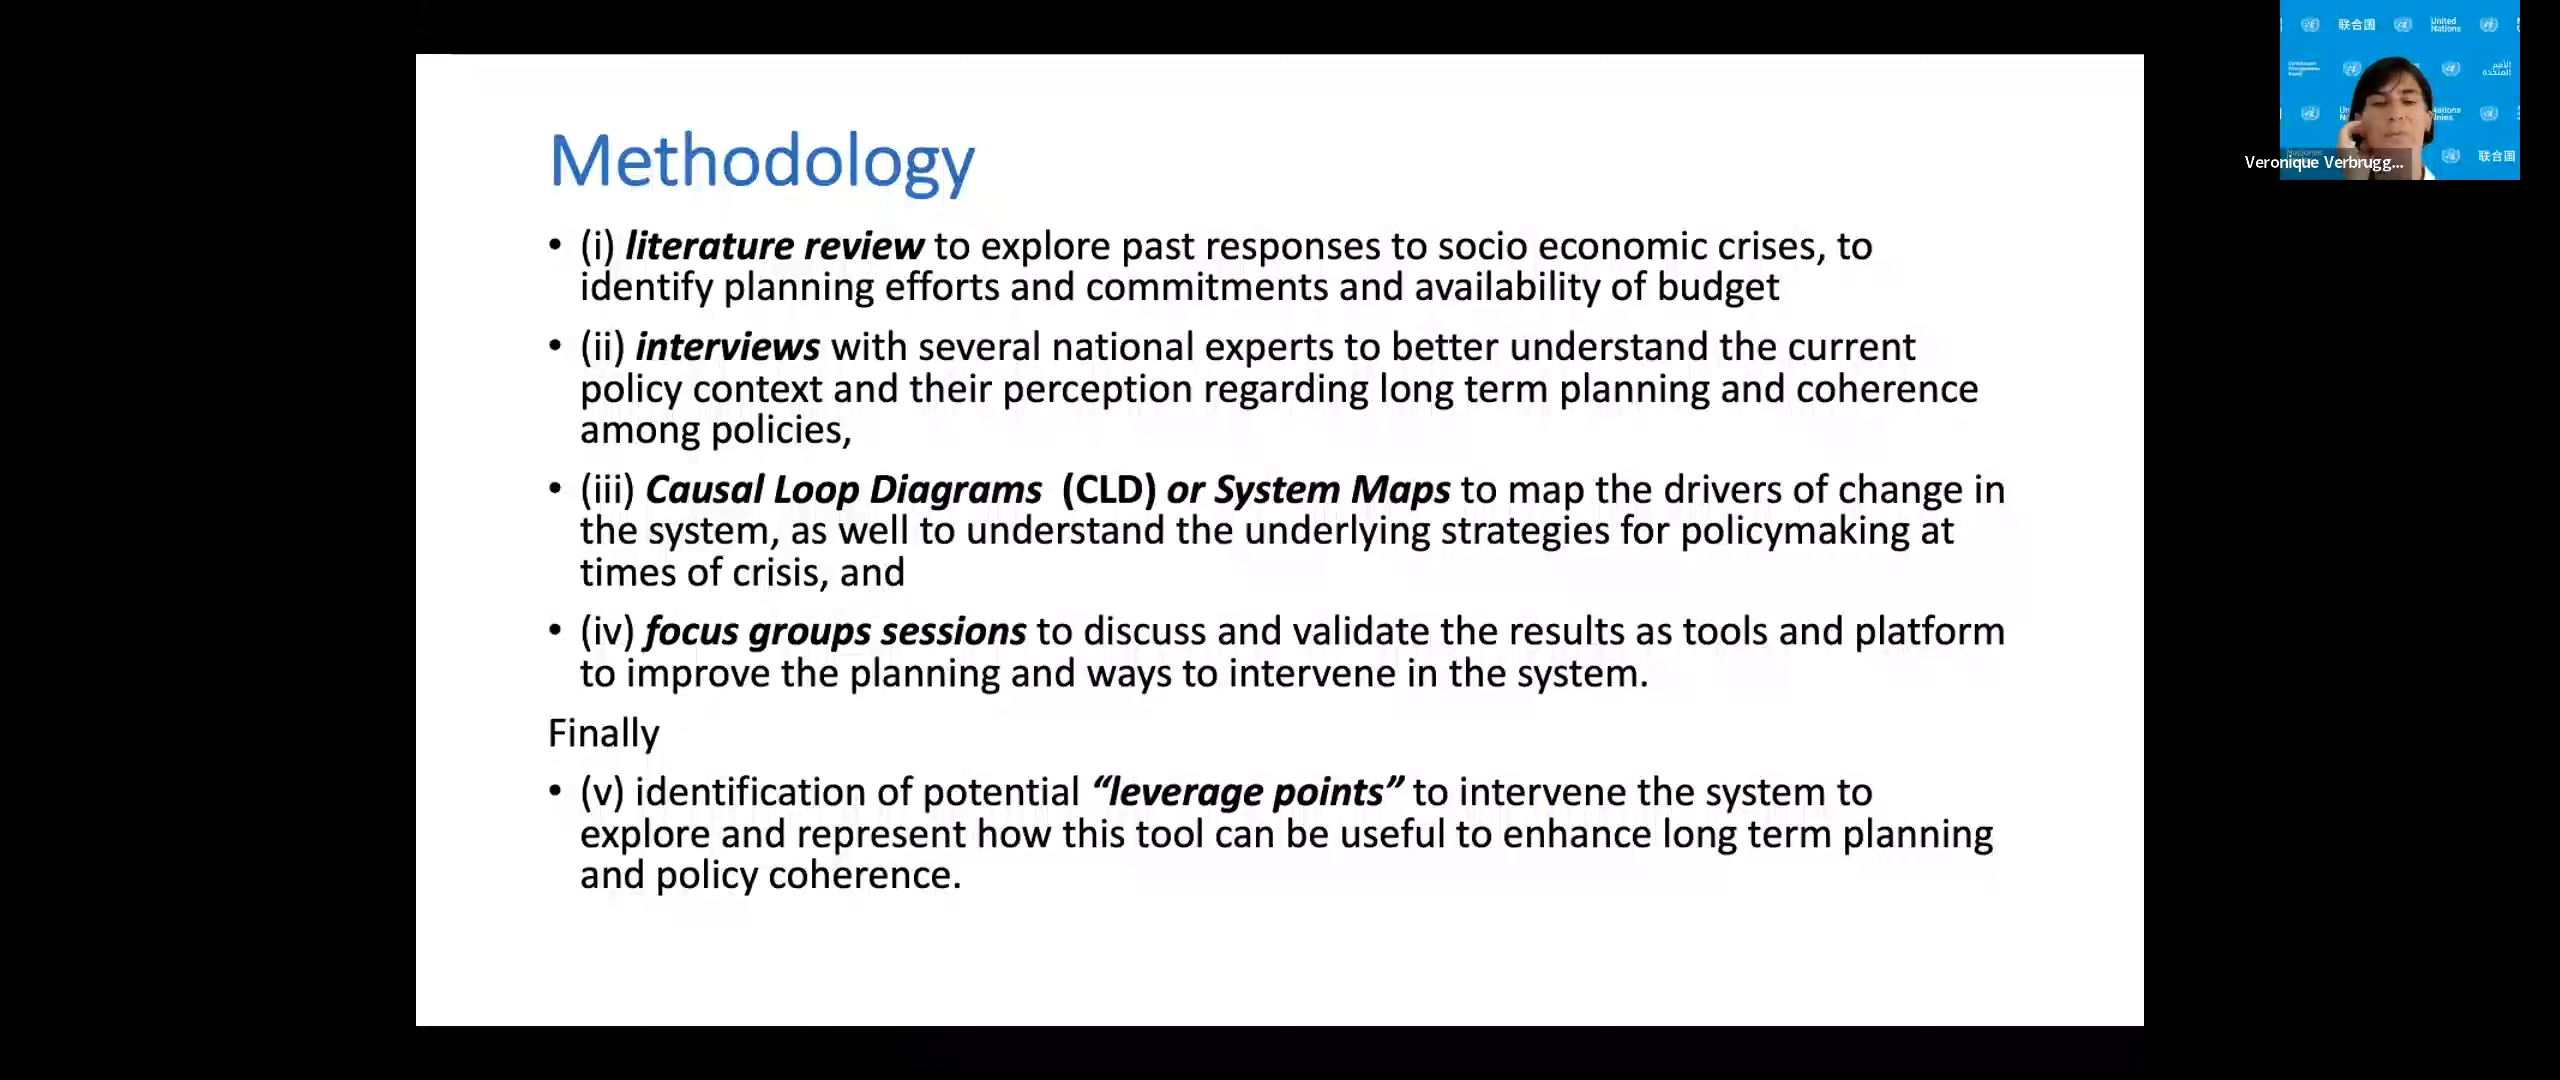 Methodology
• (i) literature review to explore past responses to socio economic crises, to
identify planning efforts and commitments and availability of budget
• (ii) interviews with several national experts to better understand the current
policy context and their perception regarding long term planning and coherence
among policies,
• (iii) Causal Loop Diagrams (CLD) or System Maps to map the drivers of change in
the system, as well to understand the underlying strategies for policymaking at
times of crisis, and
• (iv) focus groups sessions to discuss and validate the results as tools and platform
to improve the planning and ways to intervene in the system.
Finally
• (v) identification of potential “leverage points” to intervene the system to
explore and represent how this tool can be useful to enhance long term planning
and policy coherence.
联合国
United
Nations
الأمم
المتحدة
Veronique Verbrugg...
联合国